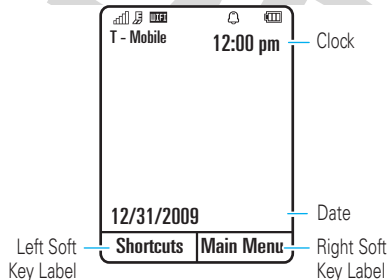 T - Mobile
12:00 pm
Clock
12/31/2009
Date
Left Soft Key Label
Shortcuts
Main Menu
Right Soft Key Label